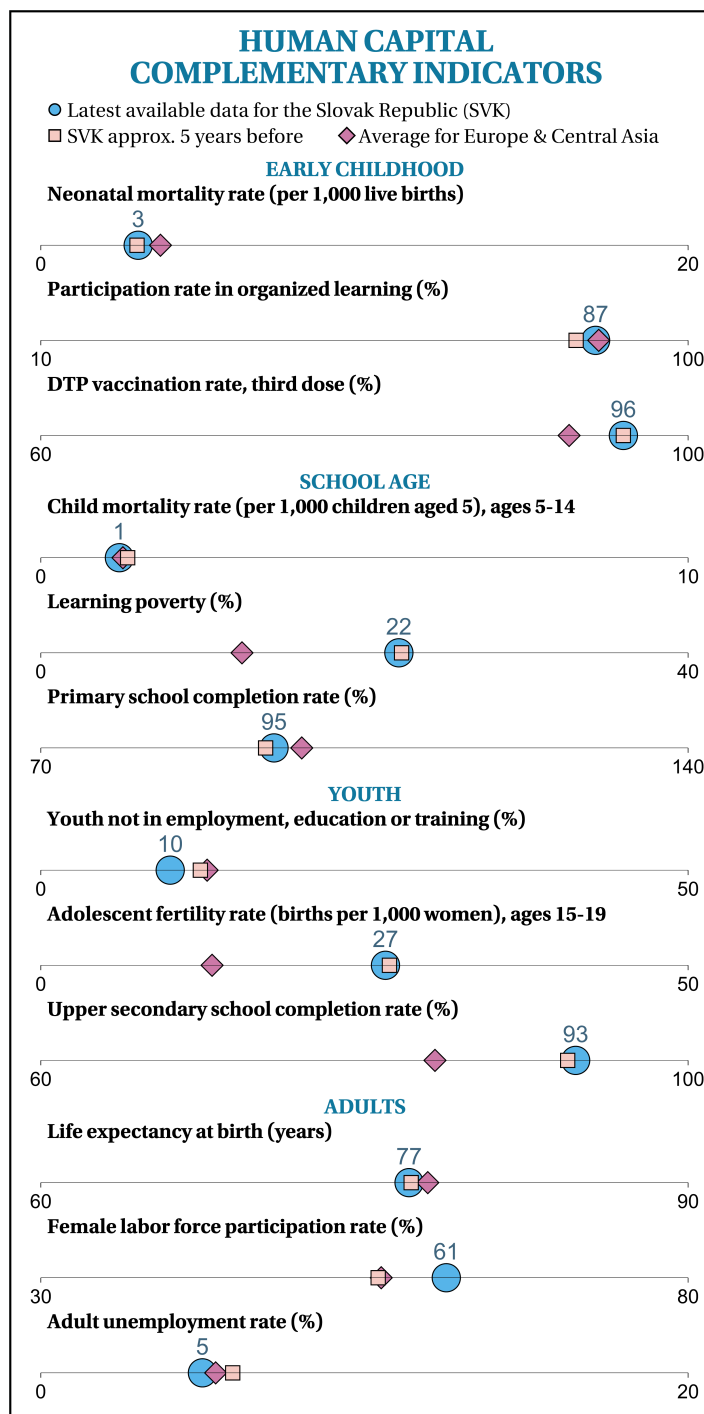 HUMAN CAPITAL
COMPLEMENTARY INDICATORS
Latest available data for the Slovak Republic (SVK)
SVK approx. 5 years before Average for Europe & Central Asia
EARLY CHILDHOOD
Neonatal mortality rate (per 1,000 live births)
3
0 20
Participation rate in organized learning (%)
87
10 100
DTP vaccination rate, third dose (%)
96
60 100
SCHOOL AGE
Child mortality rate (per 1,000 children aged 5), ages 5-14
1
0 10
Learning poverty (%)
22
0 40
Primary school completion rate (%)
95
70 140
YOUTH
Youth not in employment, education or training (%)
10
0 50
Adolescent fertility rate (births per 1,000 women), ages 15-19
27
0 50
Upper secondary school completion rate (%)
93
60 100
ADULTS
Life expectancy at birth (years)
77
60 90
Female labor force participation rate (%)
61
30 80
Adult unemployment rate (%)
5
0 20